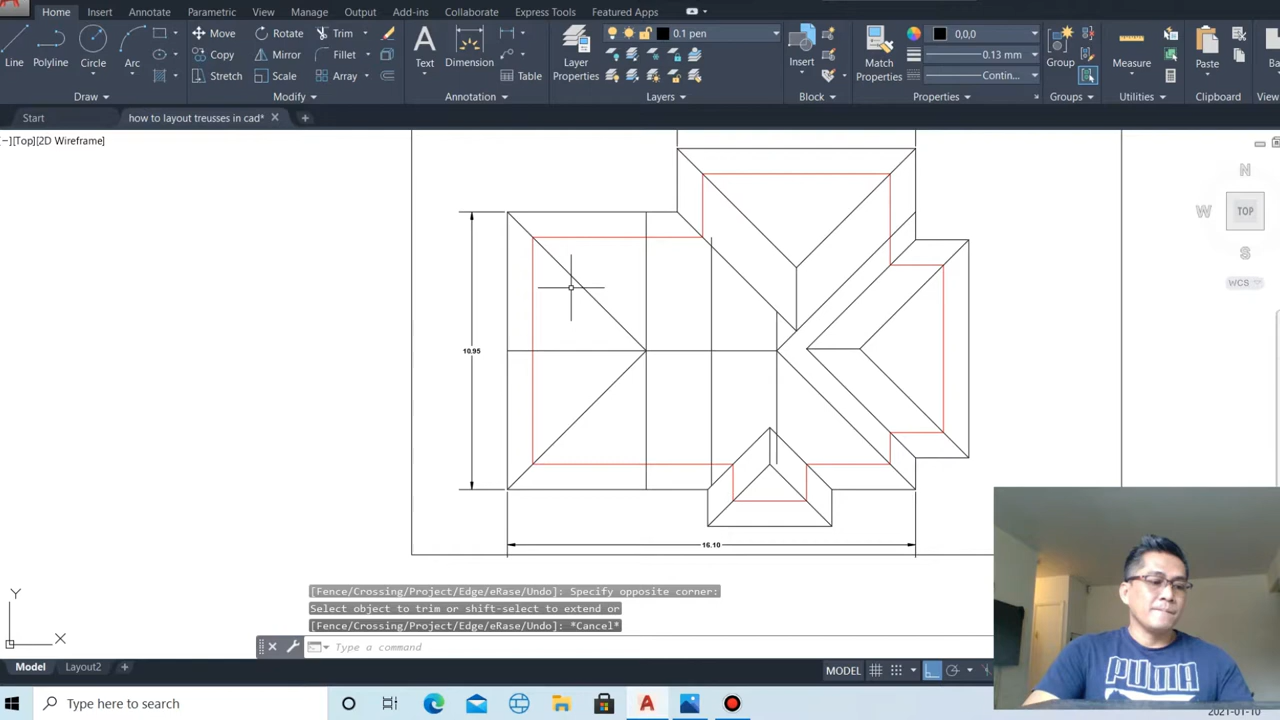 Home Insert Annotate Parametric View Manage Output Add-ins Collaborate Express Tools Featured Apps
Line Polyline Circle Arc
Move Rotate Trim
Copy Mirror Fillet
Stretch Scale Array
Text Dimension Table
Layer Properties
0.1 pen
Insert
Match Properties
0,0,0
0.13 mm
Contin...
Group
Measure
Paste
Draw Modify Annotation Layers Block Properties Groups Utilities Clipboard
Start how to layout treusses in cad*
[−][Top][2D Wireframe]
N
W TOP
S
WCS
10.95
16.10
Y
X
[Fence/Crossing/Project/Edge/eRase/Undo]: Specify opposite corner:
Select object to trim or shift-select to extend or
[Fence/Crossing/Project/Edge/eRase/Undo]: *Cancel*
Type a command
Model Layout2
MODEL
PUMA
Type here to search
2021-01-10